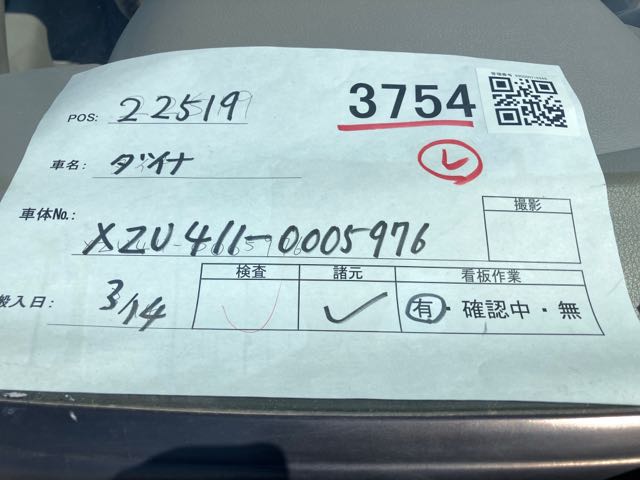 POS: 22519
3754
車名: ダイナ
レ
車体No.: XZU411-0005976
撮影
検査 諸元 看板作業
搬入日: 3/14
有・確認中・無